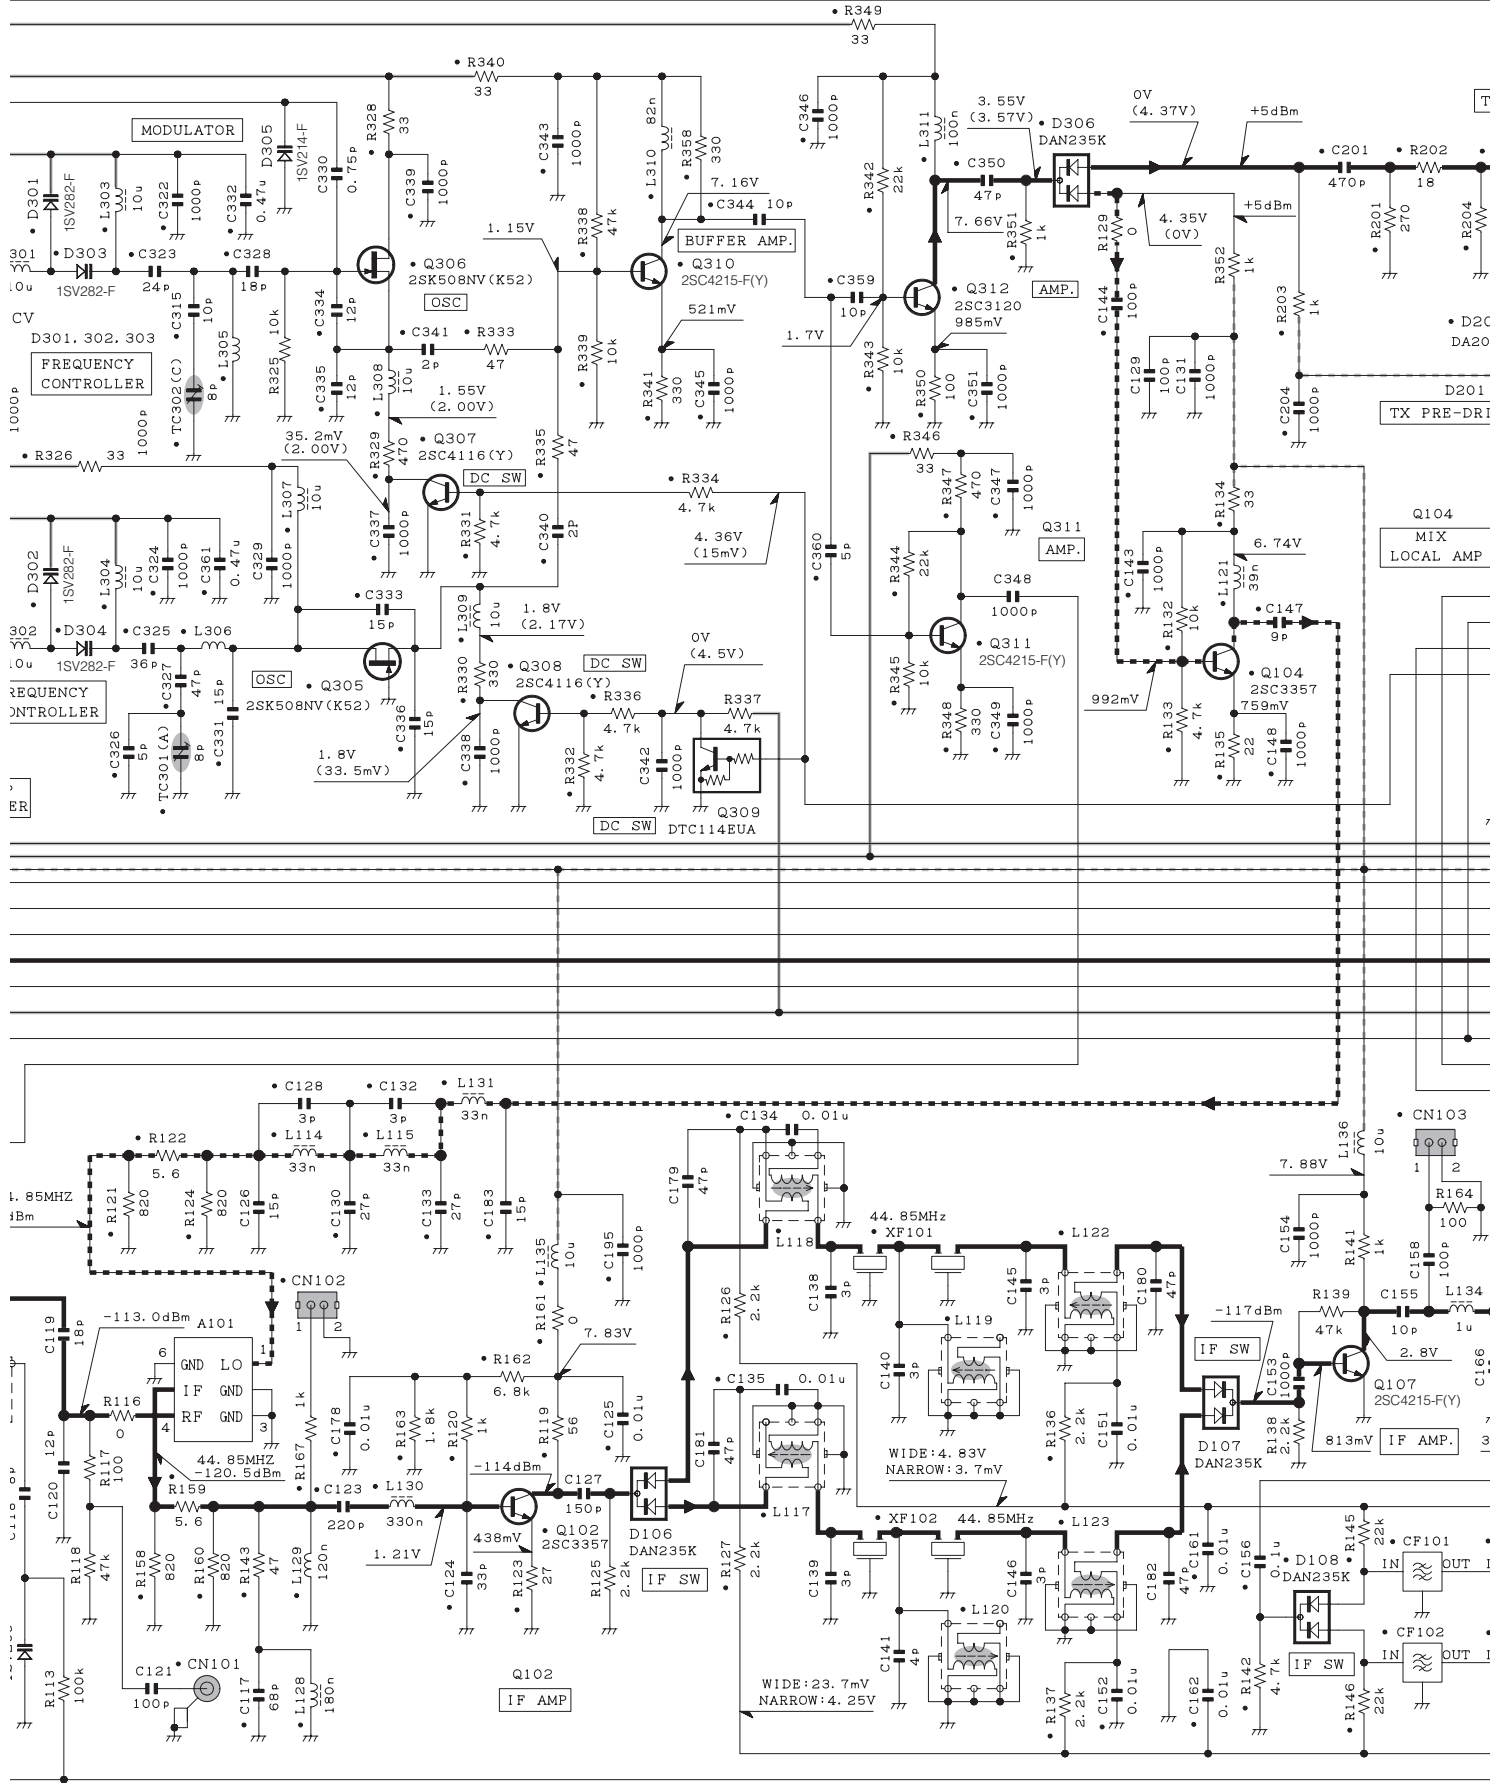 • R349
33
• R340
33
MODULATOR
D305
1SV214-F
C330
0.75p
• R328
33
• C339
1000p
• C343
1000p
82n
• L310
• R358
330
C346
1000p
• L311
100n
R342
22k
3.55V
(3.57V)
• D306
DAN235K
0V
(4.37V)
+5dBm
• C201
470p
• R202
18
• D301
1SV282-F
• L303
10u
C322
1000p
• C332
0.47u
• R338
47k
7.16V
• C344 10p
BUFFER AMP.
• C350
47p
7.66V
• R351
1k
R129
0
4.35V
(0V)
+5dBm
• R201
270
• R204
301
10u
• D303
1SV282-F
• C323
24p
• C328
18p
1.15V
• Q306
2SK508NV(K52)
OSC
• Q310
2SC4215-F(Y)
521mV
• C359
10p
1.7V
• Q312
2SC3120
985mV
AMP.
• R352
1k
C144
100p
• R203
1k
CV
D301.302.303
FREQUENCY
CONTROLLER
1000p
• C315
10p
• L305
10k
R325
• C334
12p
• C335
12p
• C341
2p
• R333
47
• L308
10u
1.55V
(2.00V)
• R339
10k
• R341
330
• C345
1000p
• R343
10k
• R350
100
• C351
1000p
C129
100p
C131
1000p
• TC302(C)
8p
1000p
D201
TX PRE-DRI
• C204
1000p
• R326
33
35.2mV
(2.00V)
• R329
470
• Q307
2SC4116(Y)
DC SW
• R335
47
• R334
4.7k
4.36V
(15mV)
• R346
33
• R347
470
C347
1000p
• L307
10u
• C337
1000p
• R331
4.7k
• C340
2P
• C360
5p
• R344
22k
Q311
AMP.
• R134
33
Q104
MIX
LOCAL AMP
6.74V
• C143
1000p
• L121
39n
• D302
1SV282-F
• L304
10u
• C324
1000p
C361
0.47u
C329
1000p
• C333
15p
• L309
10u
1.8V
(2.17V)
C348
1000p
R132
10k
• C147
9p
302
10u
• D304
1SV282-F
• C325
36p
• L306
• C327
47p
OSC
• Q305
2SK508NV(K52)
• R330
330
• Q308
2SC4116(Y)
DC SW
0V
(4.5V)
• Q311
2SC4215-F(Y)
R345
10k
• Q104
2SC3357
759mV
992mV
REQUENCY
ONTROLLER
• C326
5p
15p
• C331
• TC301(A)
8p
• C336
15p
1.8V
(33.5mV)
• C338
1000p
• R336
4.7k
R337
4.7k
• R332
4.7k
C342
1000p
• R348
330
• C349
1000p
• R133
4.7k
• R135
22
• C148
1000p
ER
DC SW
Q309
DTC114EUA
• C128
3p
• C132
3p
• L131
33n
• L114
33n
• L115
33n
• R122
5.6
• C134 0.01u
C179
47p
L136
10u
• CN103
1 2
7.88V
4.85MHZ
dBm
• R121
820
• R124
820
C126
15p
• C130
27p
• C133
27p
• C183
15p
• L135
10u
• C195
1000p
• L118
44.85MHz
• XF101
• L122
C154
1000p
R141
1k
• R164
100
C158
100p
C119
18p
-113.0dBm
A101
• CN102
1 2
6 GND LO 1
IF GND
4 RF GND 3
• R161
0
7.83V
• R126
2.2k
• C138
3p
• C145
3p
• C180
47p
-117dBm
IF SW
R139
47k
C155
10p
• L134
1u
2.8V
R116
0
• R162
6.8k
• C135 0.01u
• L119
• C140
3p
C153
1000p
Q107
2SC4215-F(Y)
C166
12p
C120
R117
100
44.85MHZ
-120.5dBm
• R167
1k
• C178
0.01u
• R163
1.8k
R120
1k
• R119
56
C125
0.01u
C181
47p
• R136
2.2k
• C151
0.01u
• D107
DAN235K
R138
2.2k
813mV
IF AMP.
WIDE:4.83V
NARROW:3.7mV
• R159
5.6
• C123
220p
• L130
330n
-114dBm
• C127
150p
• L117
• XF102 44.85MHz
• L123
R118
47k
• R158
820
• R160
820
• R143
47
• L129
120n
1.21V
438mV
• Q102
2SC3357
• D106
DAN235K
IF SW
• C124
33p
• R123
27
• R125
2.2k
• R127
2.2k
• C139
3p
• C146
3p
• C182
47p
• C161
0.01u
C156
0.1u
• D108
DAN235K
• R145
22k
• CF101
IN OUT
R113
100k
C121
100p
• CN101
• C117
68p
• L128
180n
Q102
IF AMP
• L120
• C141
4p
• CF102
IN OUT
IF SW
WIDE:23.7mV
NARROW:4.25V
• R137
2.2k
• C152
0.01u
• C162
0.01u
• R142
4.7k
• R146
22k